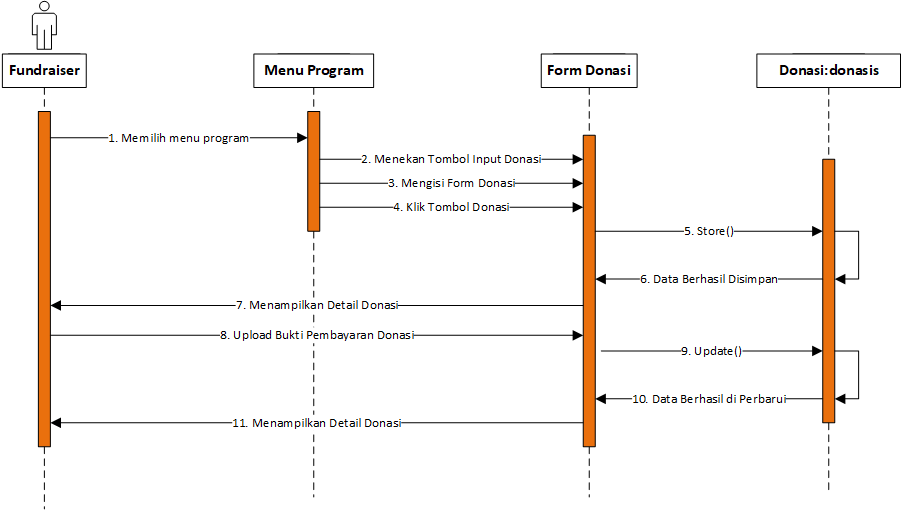 Fundraiser
Menu Program
Form Donasi
Donasi:donasis
1. Memilih menu program
2. Menekan Tombol Input Donasi
3. Mengisi Form Donasi
4. Klik Tombol Donasi
5. Store()
6. Data Berhasil Disimpan
7. Menampilkan Detail Donasi
8. Upload Bukti Pembayaran Donasi
9. Update()
10. Data Berhasil di Perbarui
11. Menampilkan Detail Donasi